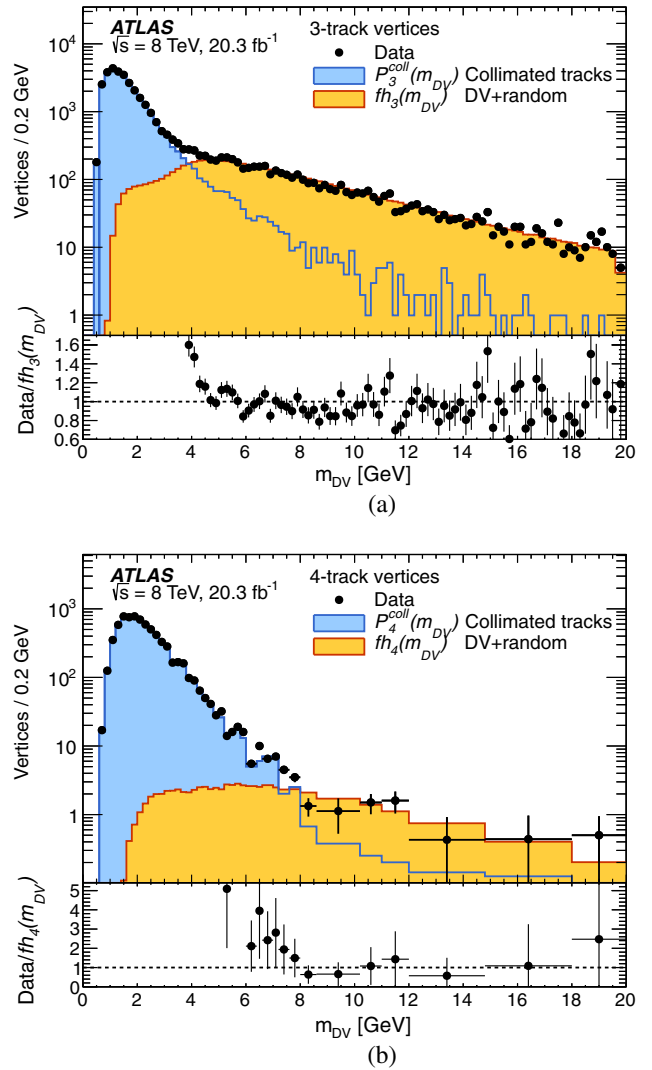 ATLAS
√s = 8 TeV, 20.3 fb⁻¹
3-track vertices
Data
P₃ᶜᵒˡˡ(m_DV) Collimated tracks
fh₃(m_DV) DV+random
Vertices / 0.2 GeV
10⁴
10³
10²
10
1
Data/fh₃(m_DV)
1.6
1.4
1.2
1.0
0.8
0.6
0 2 4 6 8 10 12 14 16 18 20
m_DV [GeV]
(a)
ATLAS
√s = 8 TeV, 20.3 fb⁻¹
4-track vertices
Data
P₄ᶜᵒˡˡ(m_DV) Collimated tracks
fh₄(m_DV) DV+random
Vertices / 0.2 GeV
10³
10²
10
1
Data/fh₄(m_DV)
5
4
3
2
1
0
0 2 4 6 8 10 12 14 16 18 20
m_DV [GeV]
(b)